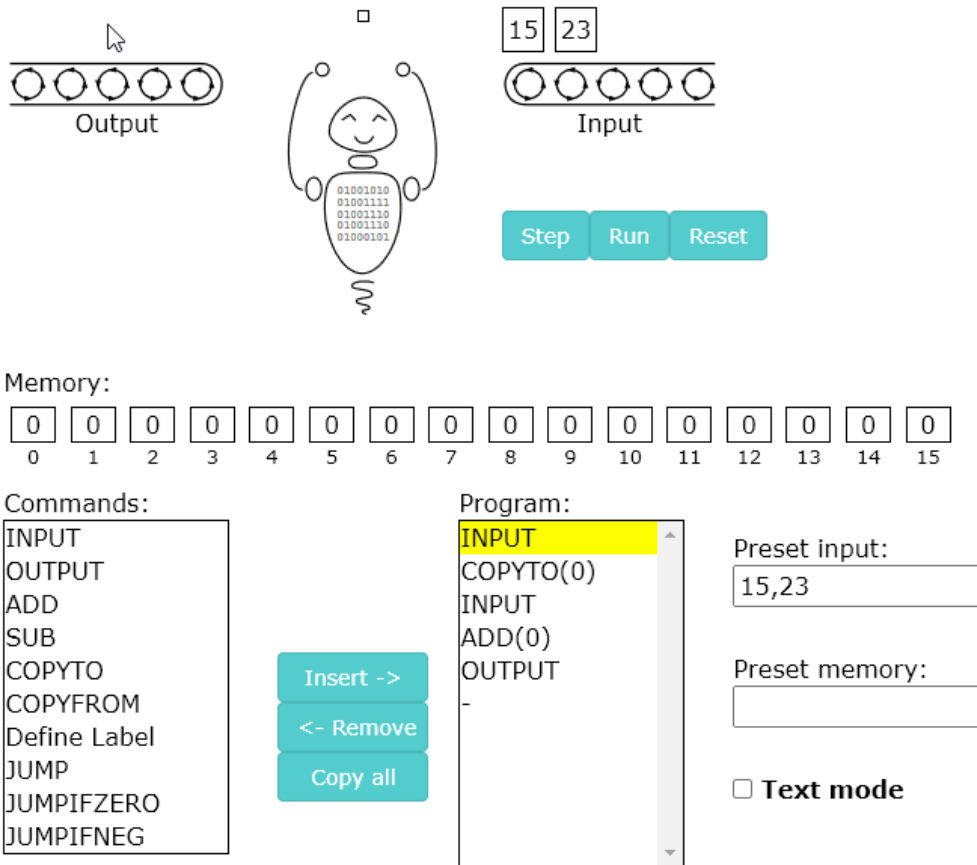 15 23
Output
Input
01001010
01001111
01001110
01001110
01000101
Step Run Reset
Memory:
0 0 0 0 0 0 0 0 0 0 0 0 0 0 0 0
0 1 2 3 4 5 6 7 8 9 10 11 12 13 14 15
Commands:
INPUT
OUTPUT
ADD
SUB
COPYTO
COPYFROM
Define Label
JUMP
JUMPIFZERO
JUMPIFNEG
Insert ->
<- Remove
Copy all
Program:
INPUT
COPYTO(0)
INPUT
ADD(0)
OUTPUT
-
Preset input:
15,23
Preset memory:
Text mode